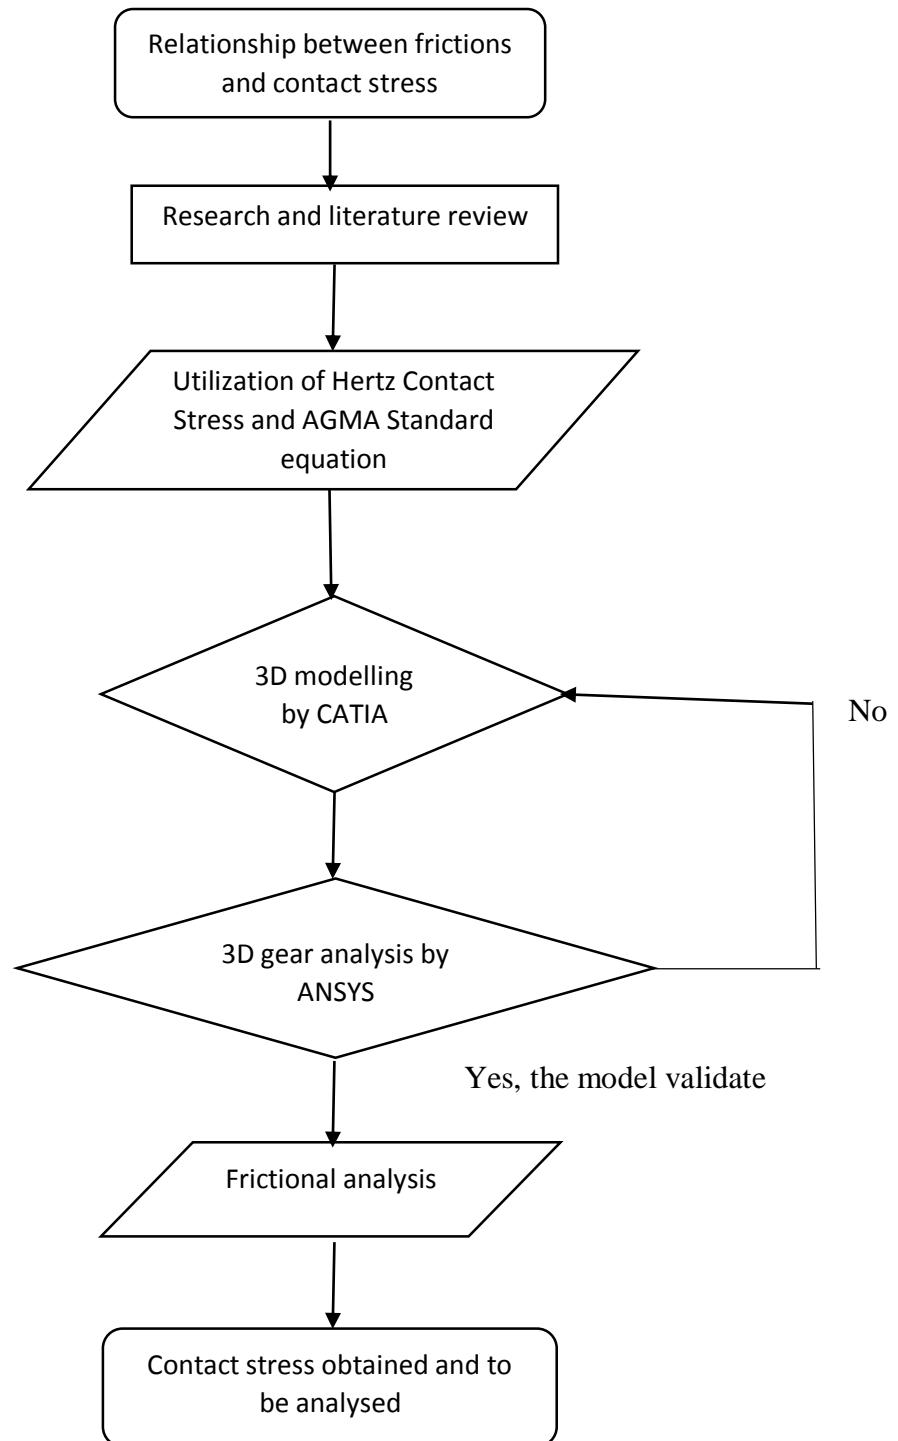 Relationship between frictions
and contact stress
Research and literature review
Utilization of Hertz Contact
Stress and AGMA Standard
equation
3D modelling
by CATIA
No
3D gear analysis by
ANSYS
Yes, the model validate
Frictional analysis
Contact stress obtained and to
be analysed